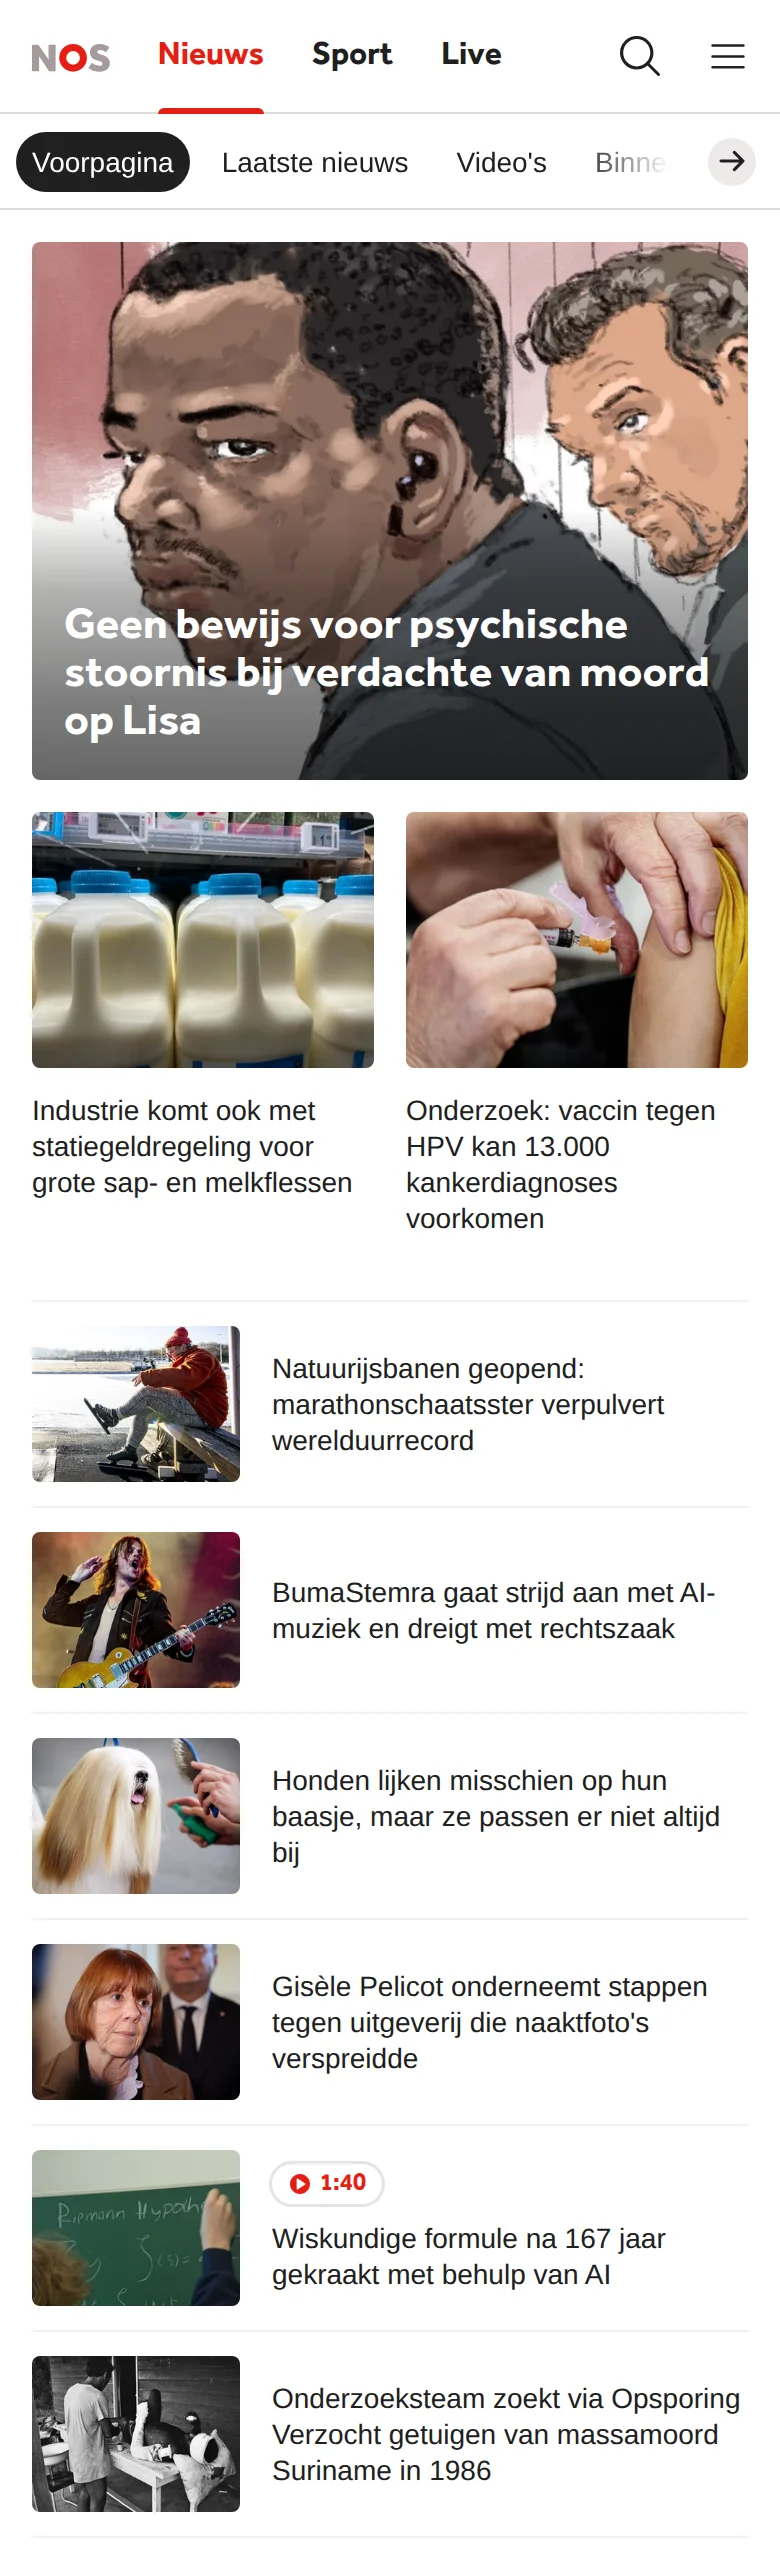 NOS
Nieuws
Sport
Live
Voorpagina
Laatste nieuws
Video's
Binne
Geen bewijs voor psychische
stoornis bij verdachte van moord
op Lisa
Industrie komt ook met
statiegeldregeling voor
grote sap- en melkflessen
Onderzoek: vaccin tegen
HPV kan 13.000
kankerdiagnoses
voorkomen
Natuurijsbanen geopend:
marathonschaatsster verpulvert
werelduurrecord
BumaStemra gaat strijd aan met AI-
muziek en dreigt met rechtszaak
Honden lijken misschien op hun
baasje, maar ze passen er niet altijd
bij
Gisèle Pelicot onderneemt stappen
tegen uitgeverij die naaktfoto's
verspreidde
Riemann Hypothe
1:40
Wiskundige formule na 167 jaar
gekraakt met behulp van AI
Onderzoeksteam zoekt via Opsporing
Verzocht getuigen van massamoord
Suriname in 1986